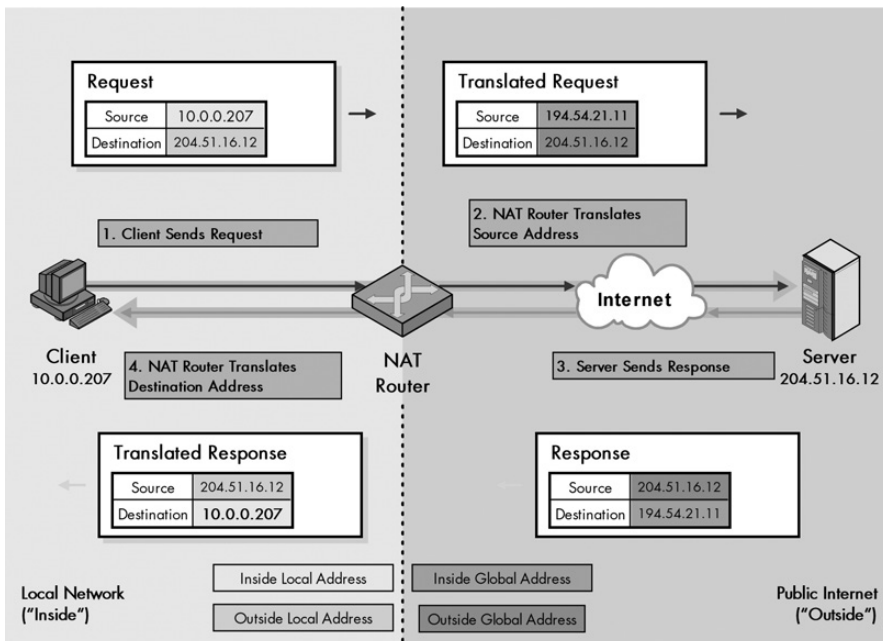 Request
Source 10.0.0.207
Destination 204.51.16.12
Translated Request
Source 194.54.21.11
Destination 204.51.16.12
1. Client Sends Request
2. NAT Router Translates
Source Address
Internet
Client
10.0.0.207
4. NAT Router Translates
Destination Address
NAT
Router
3. Server Sends Response
Server
204.51.16.12
Translated Response
Source 204.51.16.12
Destination 10.0.0.207
Response
Source 204.51.16.12
Destination 194.54.21.11
Local Network
("Inside")
Inside Local Address
Inside Global Address
Outside Local Address
Outside Global Address
Public Internet
("Outside")